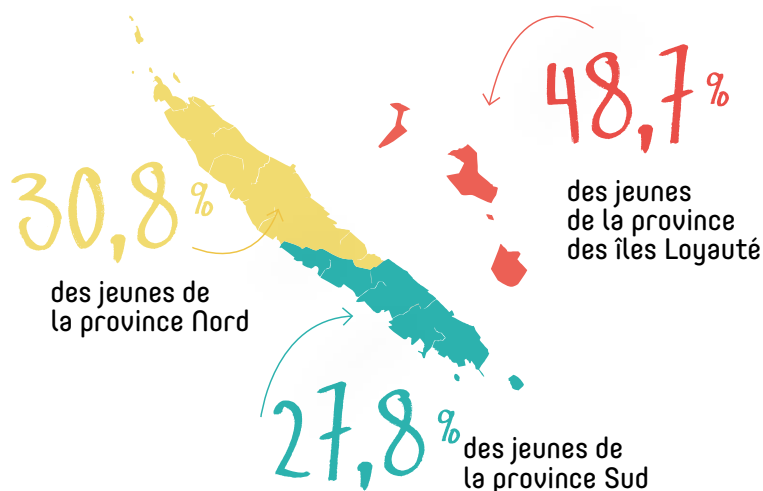 48,7%
des jeunes
de la province
des îles Loyauté
30,8%
des jeunes de
la province Nord
27,8%
des jeunes de
la province Sud